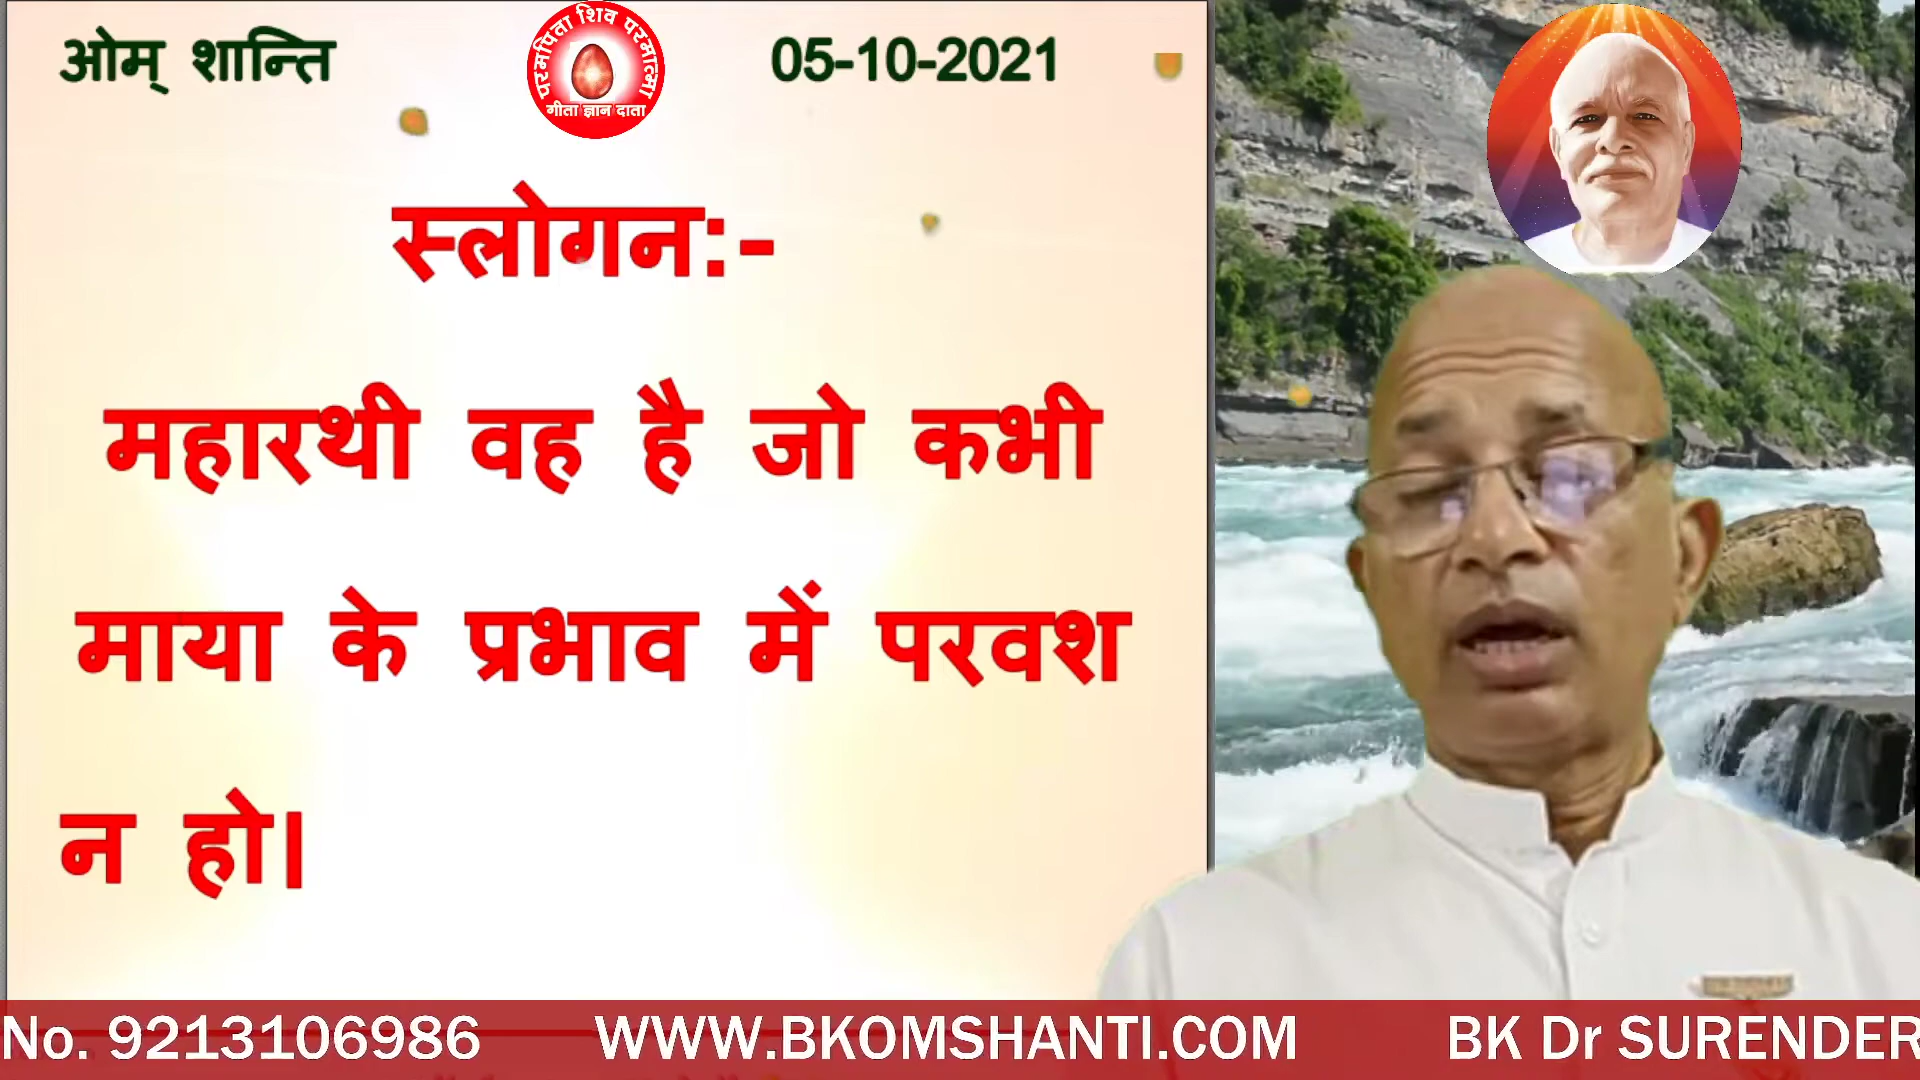 ओम् शान्ति
परमपिता शिव परमात्मा
गीता ज्ञान दाता
05-10-2021
स्लोगन:-
महारथी वह है जो कभी
माया के प्रभाव में परवश
न हो।
No. 9213106986 WWW.BKOMSHANTI.COM BK Dr SURENDER